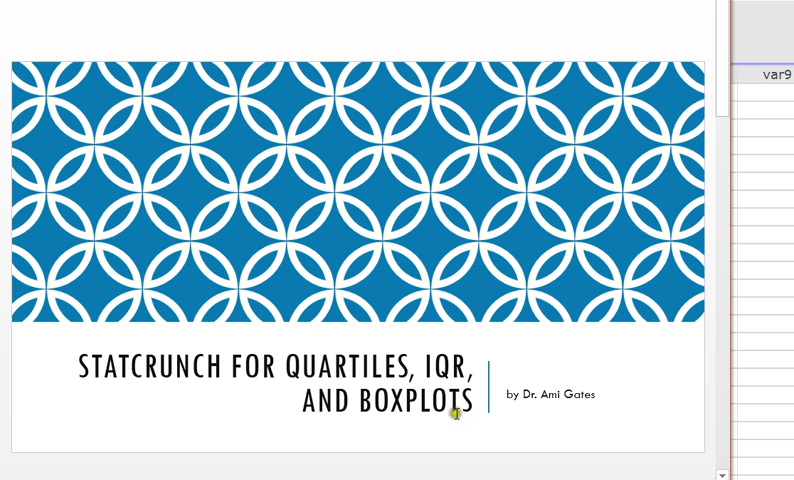 var9
STATCRUNCH FOR QUARTILES, IQR,
AND BOXPLOTS
by Dr. Ami Gates